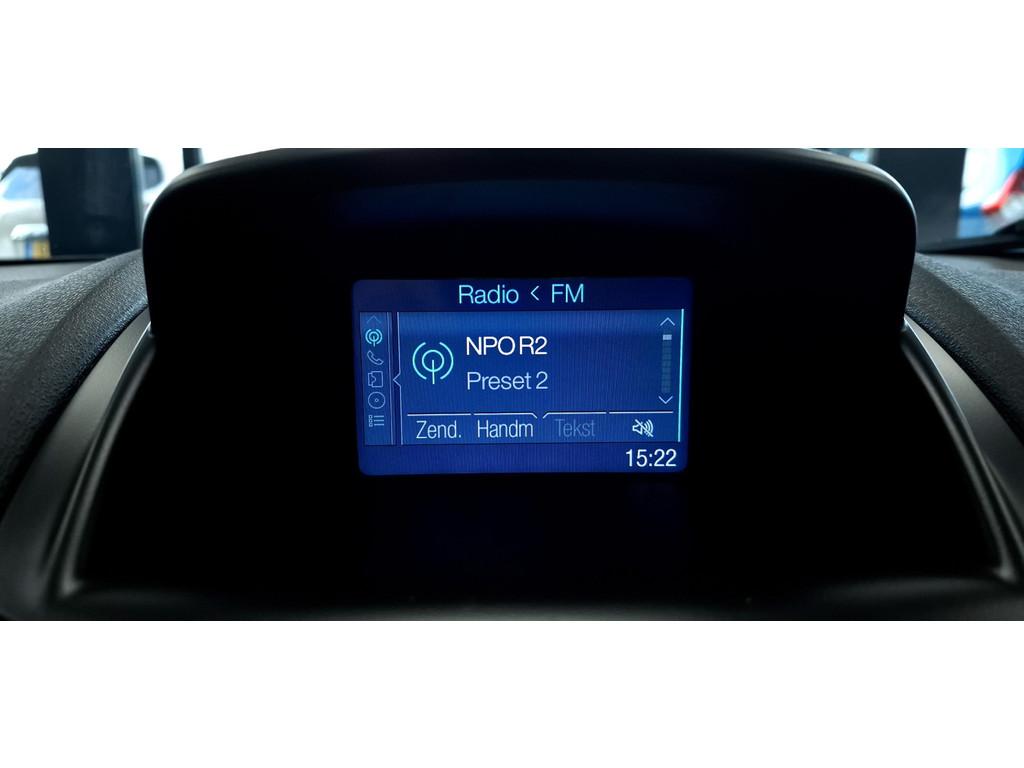 Radio < FM
NPO R2
Preset 2
Zend. Handm Tekst
15:22